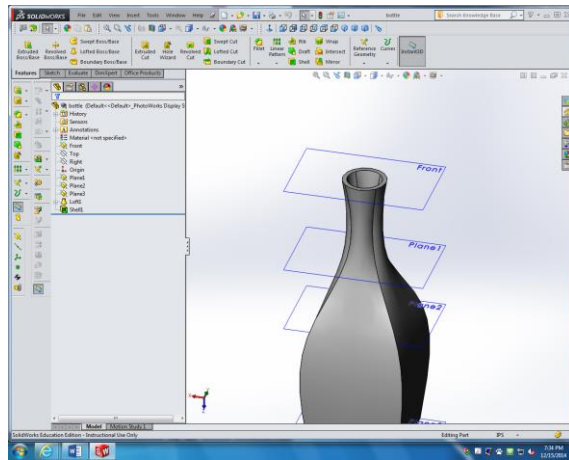 SOLIDWORKS File Edit View Insert Tools Window Help
bottle
Search Knowledge Base
Extruded Boss/Base
Revolved Boss/Base
Swept Boss/Base
Lofted Boss/Base
Boundary Boss/Base
Extruded Cut
Hole Wizard
Revolved Cut
Swept Cut
Lofted Cut
Boundary Cut
Fillet
Linear Pattern
Rib
Draft
Shell
Wrap
Intersect
Mirror
Reference Geometry
Curves
Instant3D
Features Sketch Evaluate DimXpert Office Products
bottle (Default<<Default>_PhotoWorks Display S
History
Sensors
Annotations
Material <not specified>
Front
Top
Right
Origin
Plane1
Plane2
Plane3
Loft1
Shell1
Front
Plane1
Plane2
Model Motion Study 1
SolidWorks Education Edition - Instructional Use Only
Editing Part IPS
7:34 PM
12/15/2014